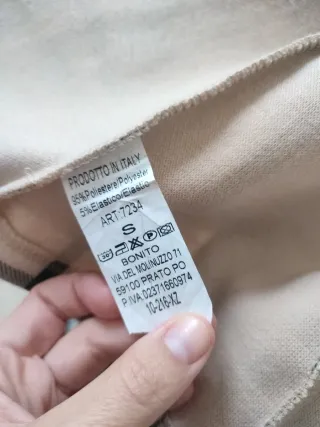 PRODOTTO IN ITALY
95%Poliestere/Polyester
5%Elastico/Elastic
ART:7234
S
30° P
BONITO
VIA DEL MOLINUZZO 71
59100 PRATO PO
P.IVA.02371660974
10-216-XZ